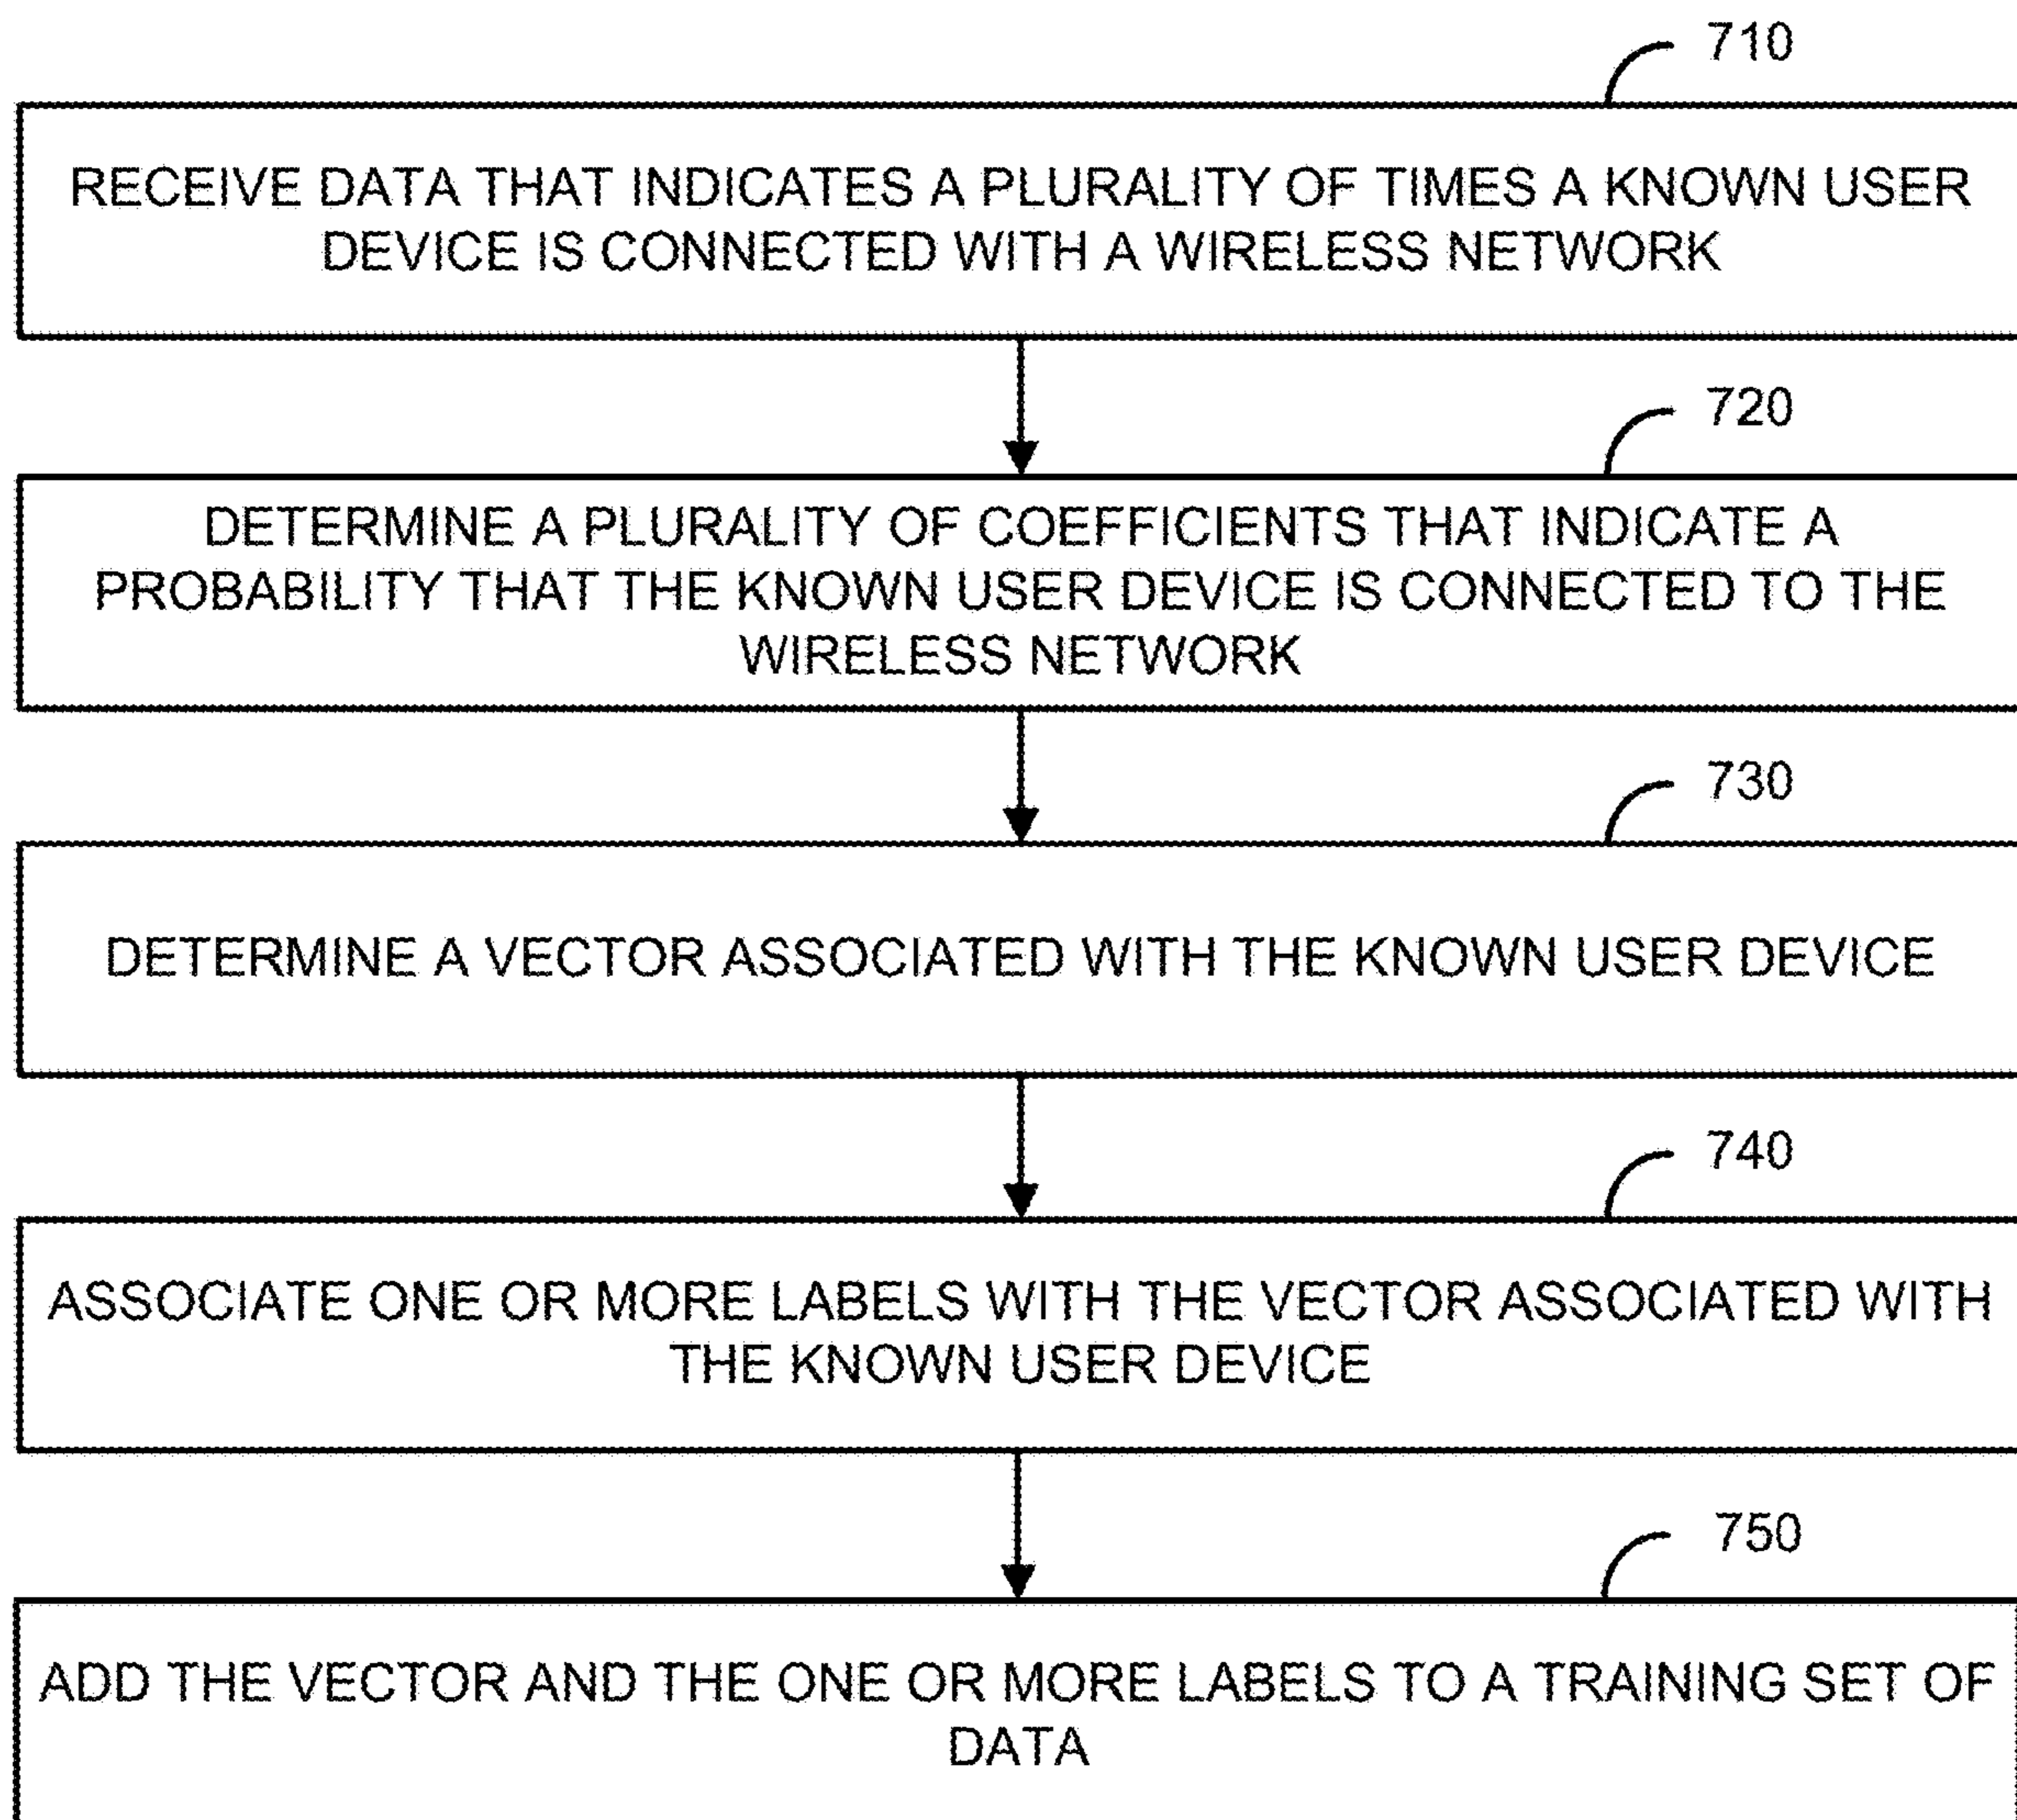 710
RECEIVE DATA THAT INDICATES A PLURALITY OF TIMES A KNOWN USER
DEVICE IS CONNECTED WITH A WIRELESS NETWORK
720
DETERMINE A PLURALITY OF COEFFICIENTS THAT INDICATE A
PROBABILITY THAT THE KNOWN USER DEVICE IS CONNECTED TO THE
WIRELESS NETWORK
730
DETERMINE A VECTOR ASSOCIATED WITH THE KNOWN USER DEVICE
740
ASSOCIATE ONE OR MORE LABELS WITH THE VECTOR ASSOCIATED WITH
THE KNOWN USER DEVICE
750
ADD THE VECTOR AND THE ONE OR MORE LABELS TO A TRAINING SET OF
DATA